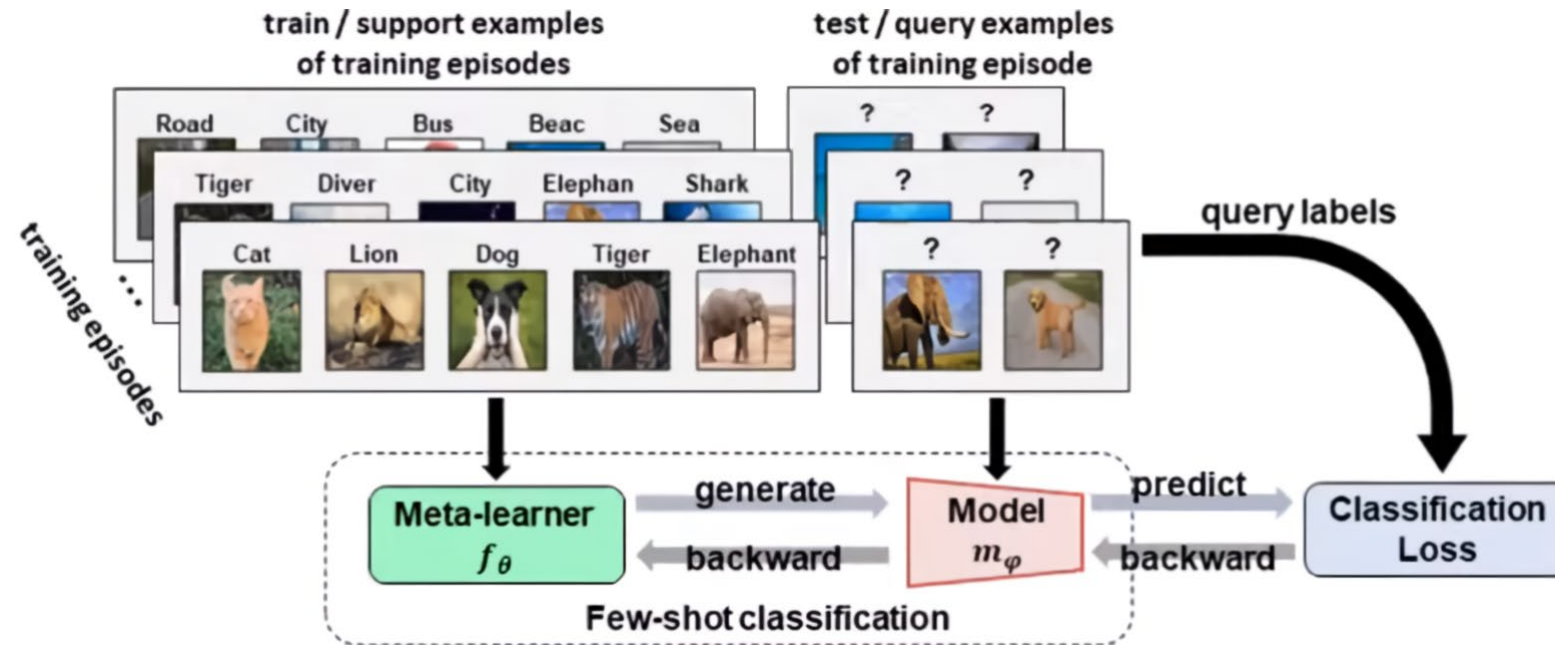 train / support examples
of training episodes
test / query examples
of training episode
Road City Bus Beac Sea
? ?
Tiger Diver City Elephan Shark
? ?
Cat Lion Dog Tiger Elephant
? ?
training episodes
...
query labels
Meta-learner
f_θ
generate
backward
Model
m_φ
predict
backward
Classification
Loss
Few-shot classification